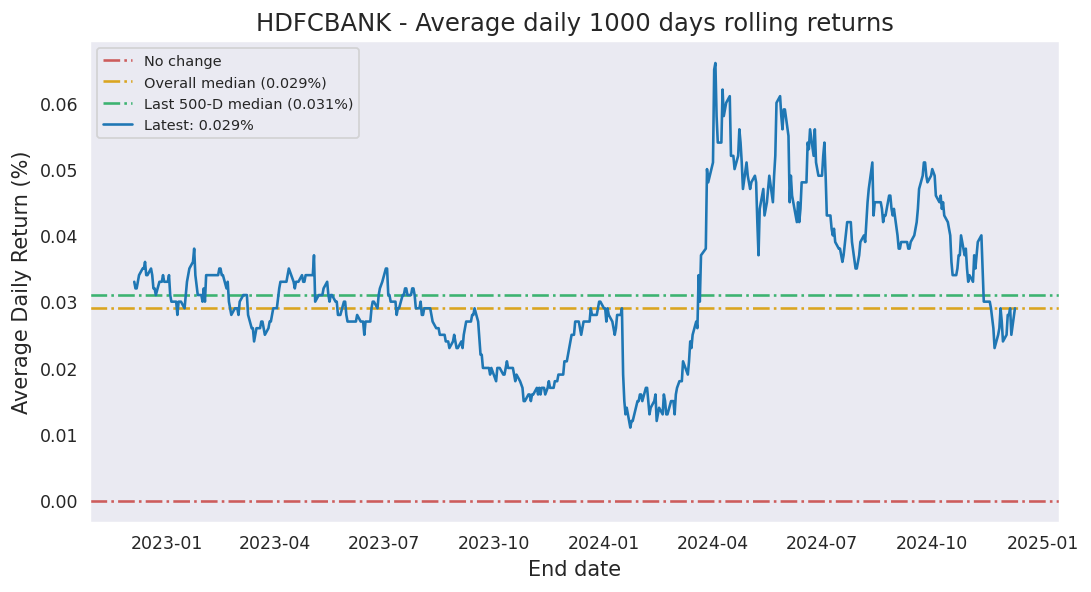 HDFCBANK - Average daily 1000 days rolling returns
No change
Overall median (0.029%)
Last 500-D median (0.031%)
Latest: 0.029%
Average Daily Return (%)
0.06
0.05
0.04
0.03
0.02
0.01
0.00
2023-01 2023-04 2023-07 2023-10 2024-01 2024-04 2024-07 2024-10 2025-01
End date